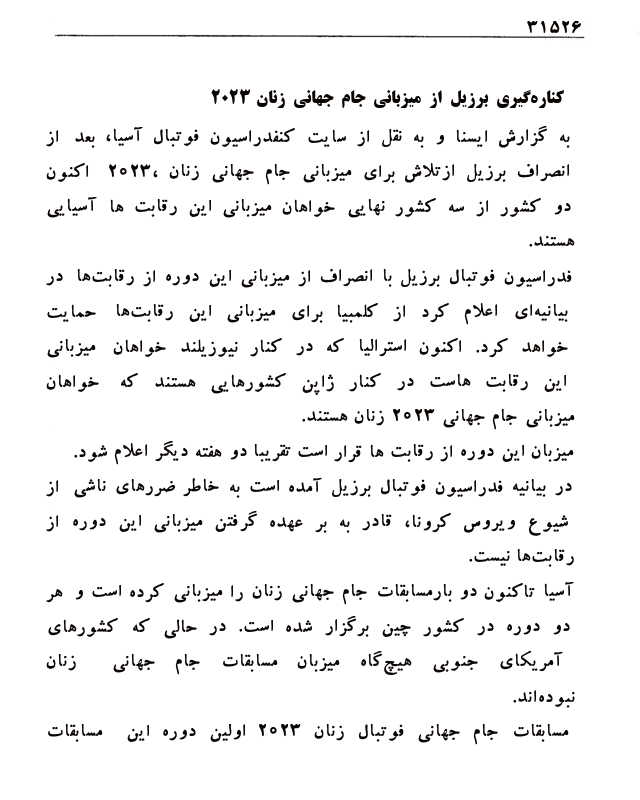 ۳۱۵۲۶
کناره‌گیری برزیل از میزبانی جام جهانی زنان ۲۰۲۳
به گزارش ایسنا و به نقل از سایت کنفدراسیون فوتبال آسیا، بعد از
انصراف برزیل ازتلاش برای میزبانی جام جهانی زنان ،۲۰۲۳ اکنون
دو کشور از سه کشور نهایی خواهان میزبانی این رقابت ها آسیایی
هستند.
فدراسیون فوتبال برزیل با انصراف از میزبانی این دوره از رقابت‌ها در
بیانیه‌ای اعلام کرد از کلمبیا برای میزبانی این رقابت‌ها حمایت
خواهد کرد. اکنون استرالیا که در کنار نیوزیلند خواهان میزبانی
این رقابت هاست در کنار ژاپن کشورهایی هستند که خواهان
میزبانی جام جهانی ۲۰۲۳ زنان هستند.
میزبان این دوره از رقابت ها قرار است تقریبا دو هفته دیگر اعلام شود.
در بیانیه فدراسیون فوتبال برزیل آمده است به خاطر ضررهای ناشی از
شیوع ویروس کرونا، قادر به بر عهده گرفتن میزبانی این دوره از
رقابت‌ها نیست.
آسیا تاکنون دو بارمسابقات جام جهانی زنان را میزبانی کرده است و هر
دو دوره در کشور چین برگزار شده است. در حالی که کشورهای
آمریکای جنوبی هیچ‌گاه میزبان مسابقات جام جهانی زنان
نبوده‌اند.
مسابقات جام جهانی فوتبال زنان ۲۰۲۳ اولین دوره این مسابقات